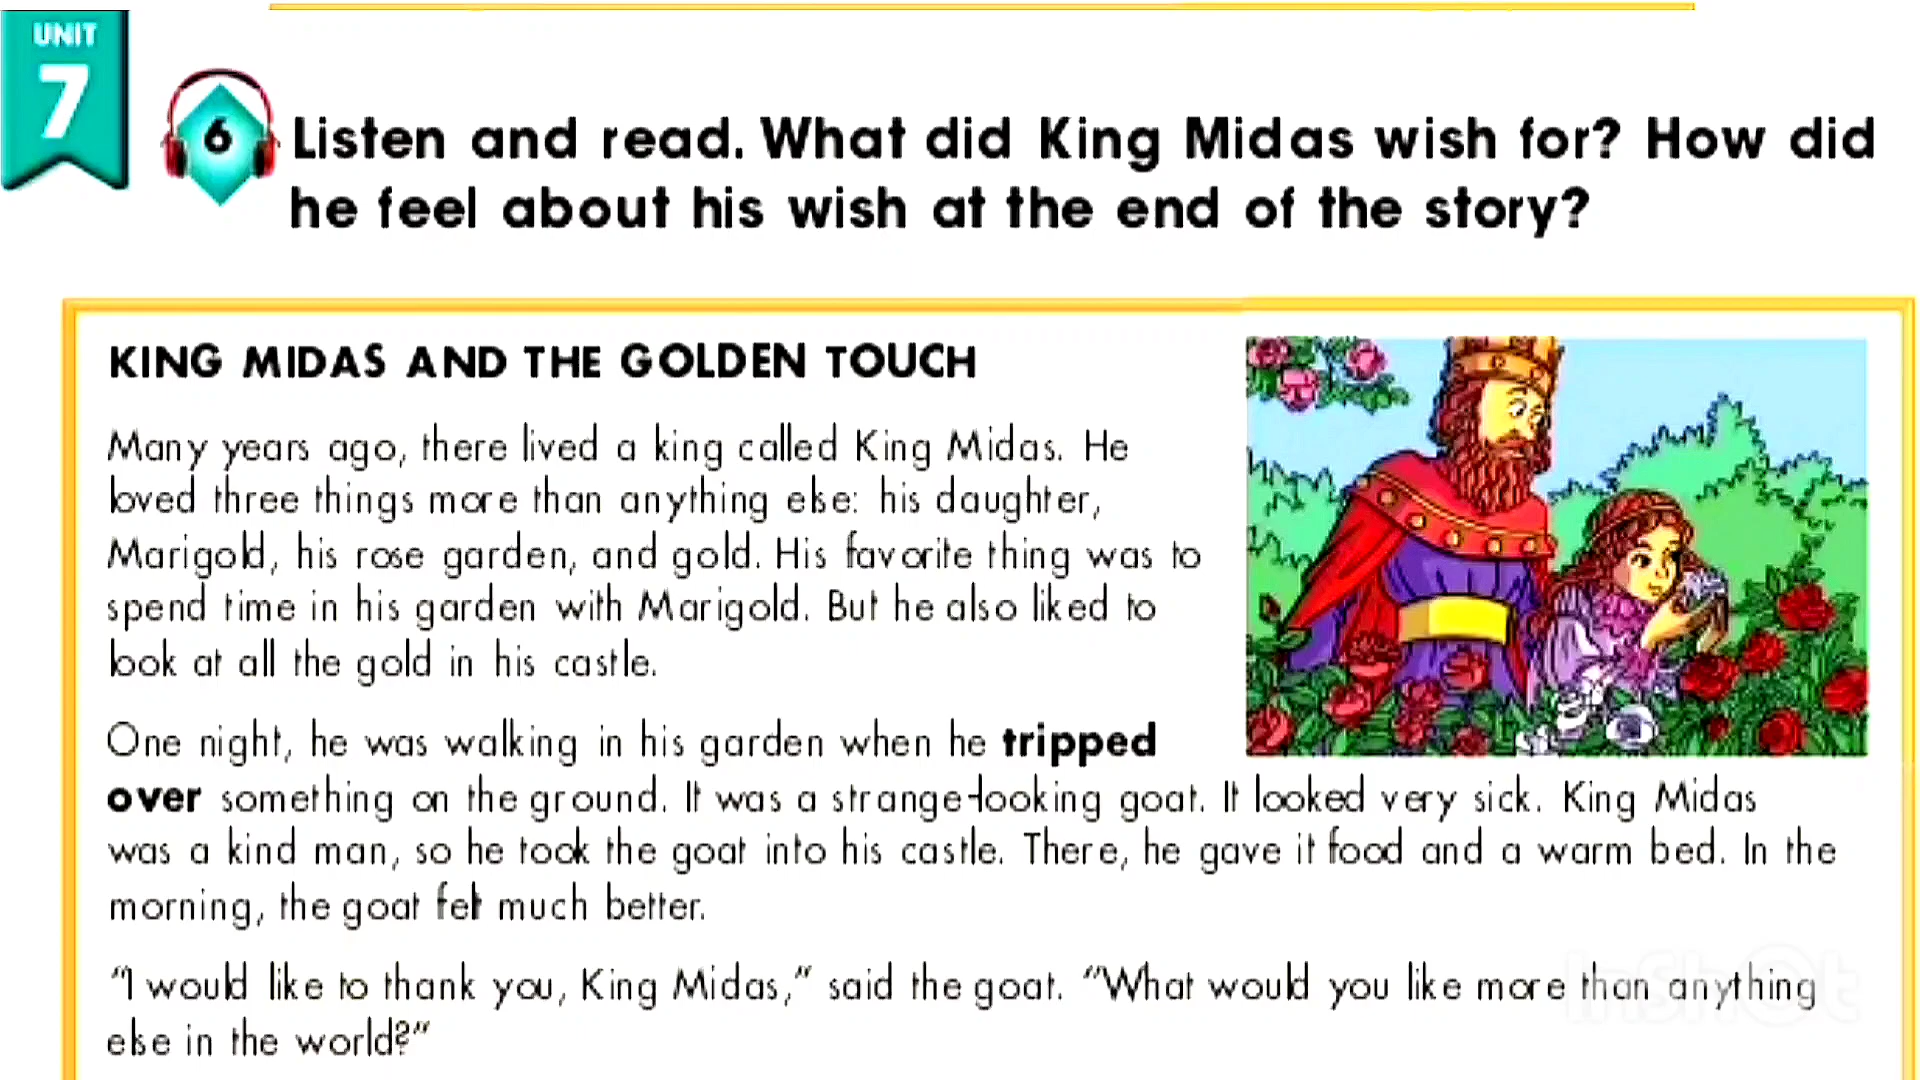 UNIT
7
6
Listen and read. What did King Midas wish for? How did
he feel about his wish at the end of the story?
KING MIDAS AND THE GOLDEN TOUCH
Many years ago, there lived a king called King Midas. He
loved three things more than anything else: his daughter,
Marigold, his rose garden, and gold. His favorite thing was to
spend time in his garden with Marigold. But he also liked to
look at all the gold in his castle.
One night, he was walking in his garden when he tripped
over something on the ground. It was a strange-looking goat. It looked very sick. King Midas
was a kind man, so he took the goat into his castle. There, he gave it food and a warm bed. In the
morning, the goat felt much better.
"I would like to thank you, King Midas," said the goat. "What would you like more than anything
else in the world?"
InShOt